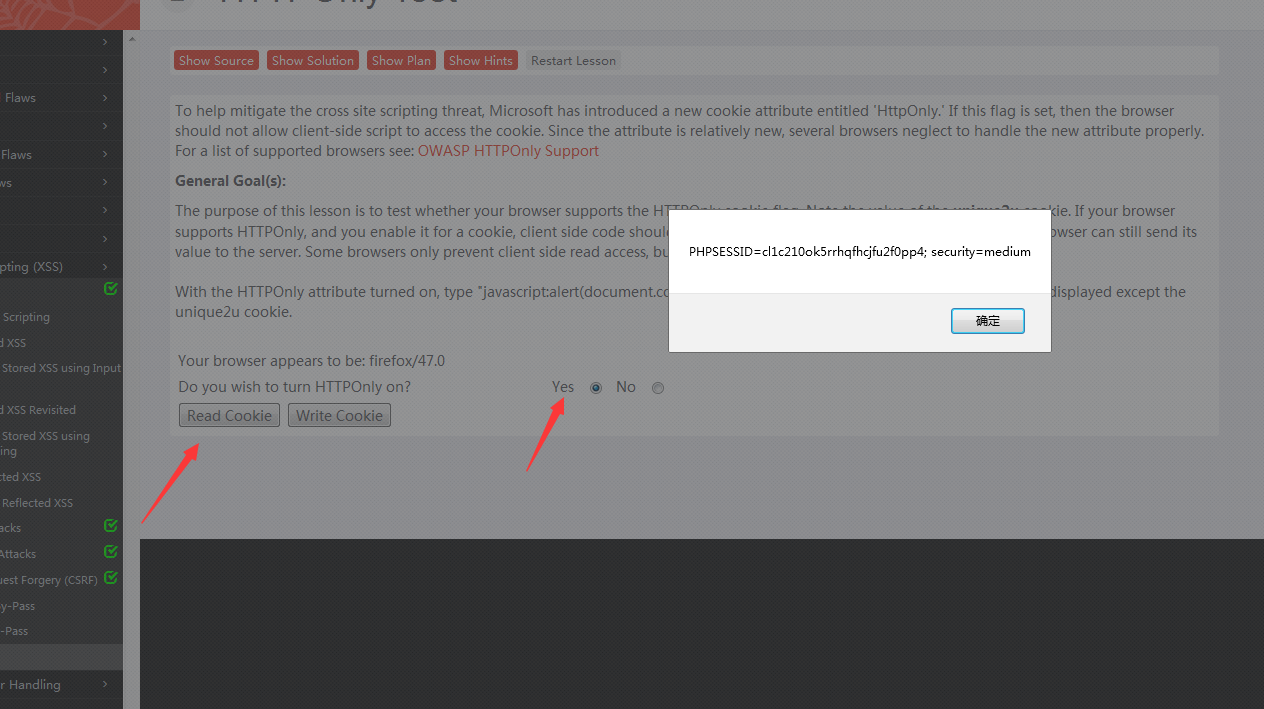 Show Source Show Solution Show Plan Show Hints Restart Lesson
To help mitigate the cross site scripting threat, Microsoft has introduced a new cookie attribute entitled 'HttpOnly.' If this flag is set, then the browser
should not allow client-side script to access the cookie. Since the attribute is relatively new, several browsers neglect to handle the new attribute properly.
For a list of supported browsers see: OWASP HTTPOnly Support
General Goal(s):
The purpose of this lesson is to test whether your browser supports the HTTPOnly cookie flag. Note the value of the unique2u cookie. If your browser
supports HTTPOnly, and you enable it for a cookie, client side code shou owser can still send its
value to the server. Some browsers only prevent client side read access, bu
With the HTTPOnly attribute turned on, type "javascript:alert(document.co displayed except the
unique2u cookie.
PHPSESSID=cl1c210ok5rrhqfhcjfu2f0pp4; security=medium
确定
Your browser appears to be: firefox/47.0
Do you wish to turn HTTPOnly on? Yes No
Read Cookie Write Cookie
Flaws
Flaws
ws
pting (XSS)
Scripting
d XSS
Stored XSS using Input
d XSS Revisited
Stored XSS using
ing
cted XSS
Reflected XSS
acks
Attacks
uest Forgery (CSRF)
y-Pass
-Pass
r Handling